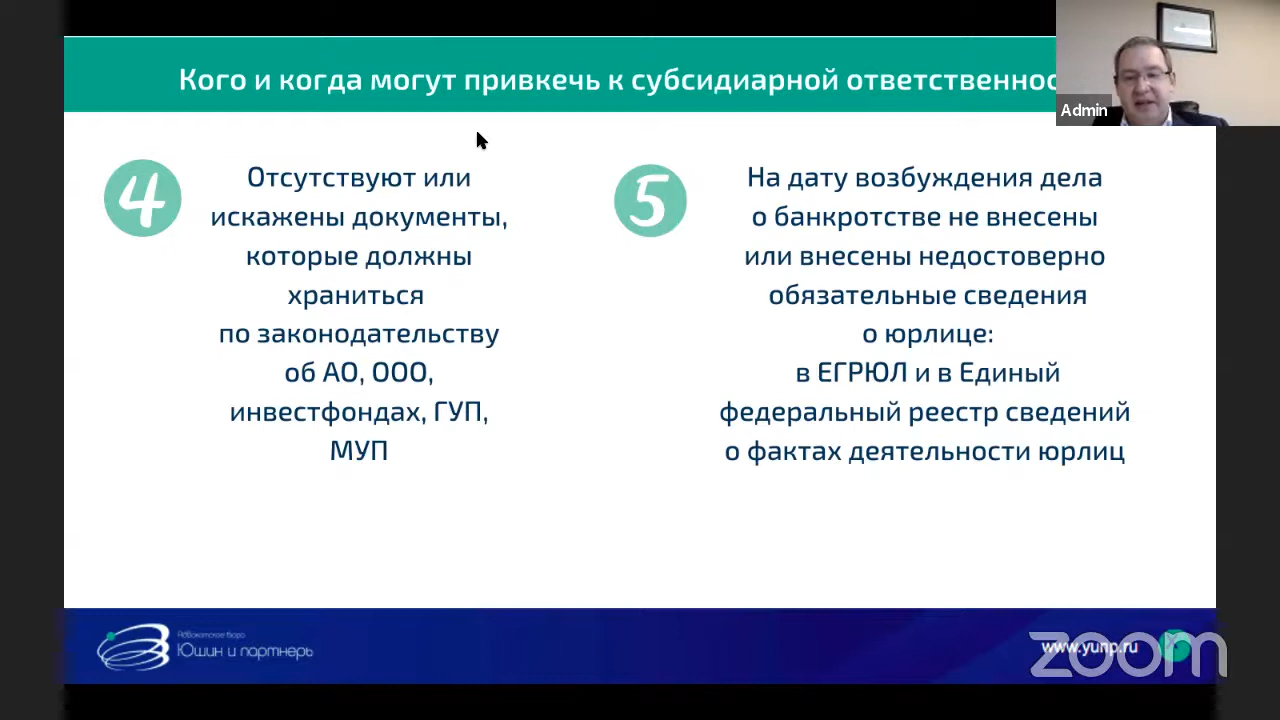 Кого и когда могут привкечь к субсидиарной ответственнос
Admin
4
Отсутствуют или
искажены документы,
которые должны
храниться
по законодательству
об АО, ООО,
инвестфондах, ГУП,
МУП
5
На дату возбуждения дела
о банкротстве не внесены
или внесены недостоверно
обязательные сведения
о юрлице:
в ЕГРЮЛ и в Единый
федеральный реестр сведений
о фактах деятельности юрлиц
Адвокатское бюро
Юшин и партнеры
www.yunp.ru
zoom